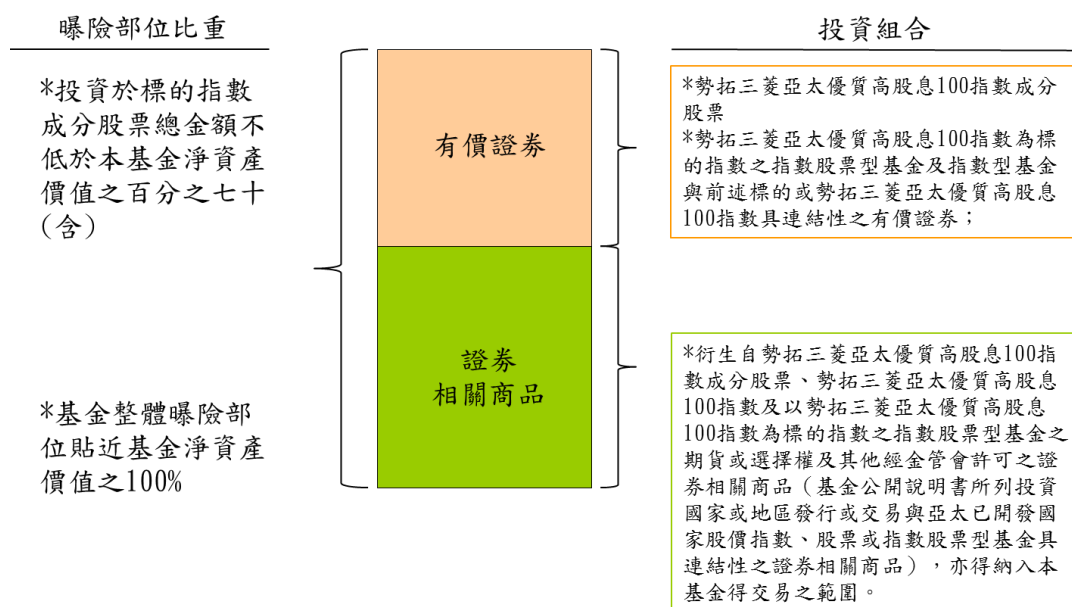 曝險部位比重
*投資於標的指數
成分股票總金額不
低於本基金淨資產
價值之百分之七十
(含)
*基金整體曝險部
位貼近基金淨資產
價值之100%
有價證券
證券
相關商品
投資組合
*勢拓三菱亞太優質高股息100指數成分
股票
*勢拓三菱亞太優質高股息100指數為標
的指數之指數股票型基金及指數型基金
與前述標的或勢拓三菱亞太優質高股息
100指數具連結性之有價證券；
*衍生自勢拓三菱亞太優質高股息100指
數成分股票、勢拓三菱亞太優質高股息
100指數及以勢拓三菱亞太優質高股息
100指數為標的指數之指數股票型基金之
期貨或選擇權及其他經金管會許可之證
券相關商品（基金公開說明書所列投資
國家或地區發行或交易與亞太已開發國
家股價指數、股票或指數股票型基金具
連結性之證券相關商品），亦得納入本
基金得交易之範圍。